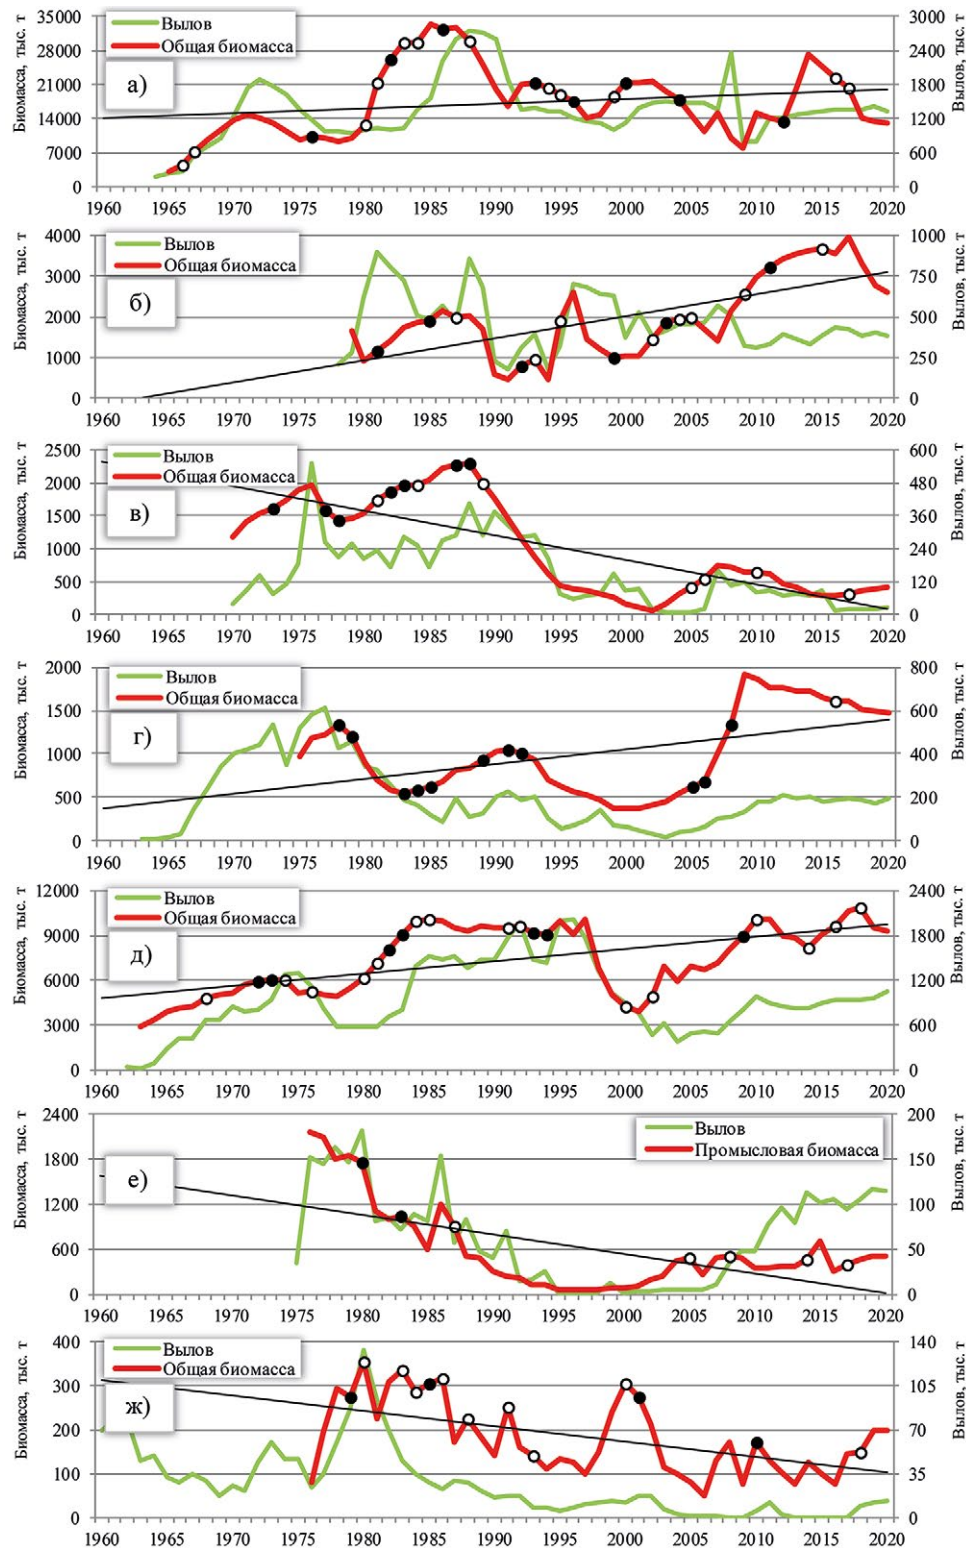 35000 3000
Вылов
28000 Общая биомасса 2400
21000 а) 1800
14000 1200
7000 600
0 0
1960 1965 1970 1975 1980 1985 1990 1995 2000 2005 2010 2015 2020
Биомасса, тыс. т
Вылов, тыс. т
4000 1000
Вылов
Общая биомасса
3000 750
б)
2000 500
1000 250
0 0
1960 1965 1970 1975 1980 1985 1990 1995 2000 2005 2010 2015 2020
Биомасса, тыс. т
Вылов, тыс. т
2500 600
Вылов
Общая биомасса
2000 480
в)
1500 360
1000 240
500 120
0 0
1960 1965 1970 1975 1980 1985 1990 1995 2000 2005 2010 2015 2020
Биомасса, тыс. т
Вылов, тыс. т
2000 800
Вылов
Общая биомасса
1500 600
г)
1000 400
500 200
0 0
1960 1965 1970 1975 1980 1985 1990 1995 2000 2005 2010 2015 2020
Биомасса, тыс. т
Вылов, тыс. т
12000 2400
Вылов
Общая биомасса
9000 1800
д)
6000 1200
3000 600
0 0
1960 1965 1970 1975 1980 1985 1990 1995 2000 2005 2010 2015 2020
Биомасса, тыс. т
Вылов, тыс. т
2400 200
Вылов
Промысловая биомасса
1800 150
е)
1200 100
600 50
0 0
1960 1965 1970 1975 1980 1985 1990 1995 2000 2005 2010 2015 2020
Биомасса, тыс. т
Вылов, тыс. т
400 140
Вылов
Общая биомасса
300 105
ж)
200 70
100 35
0 0
1960 1965 1970 1975 1980 1985 1990 1995 2000 2005 2010 2015 2020
Биомасса, тыс. т
Вылов, тыс. т